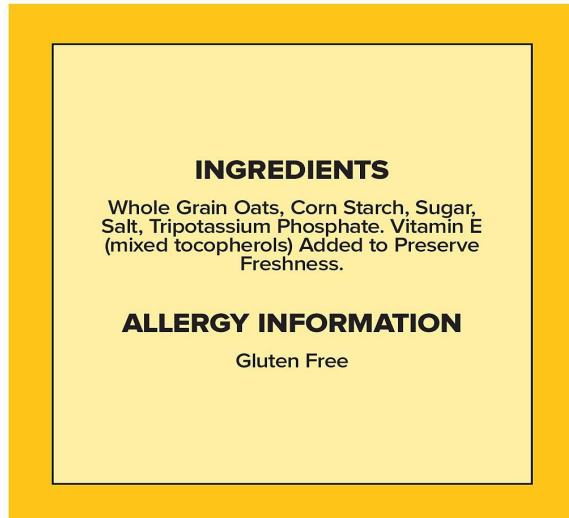 INGREDIENTS
Whole Grain Oats, Corn Starch, Sugar,
Salt, Tripotassium Phosphate. Vitamin E
(mixed tocopherols) Added to Preserve
Freshness.
ALLERGY INFORMATION
Gluten Free